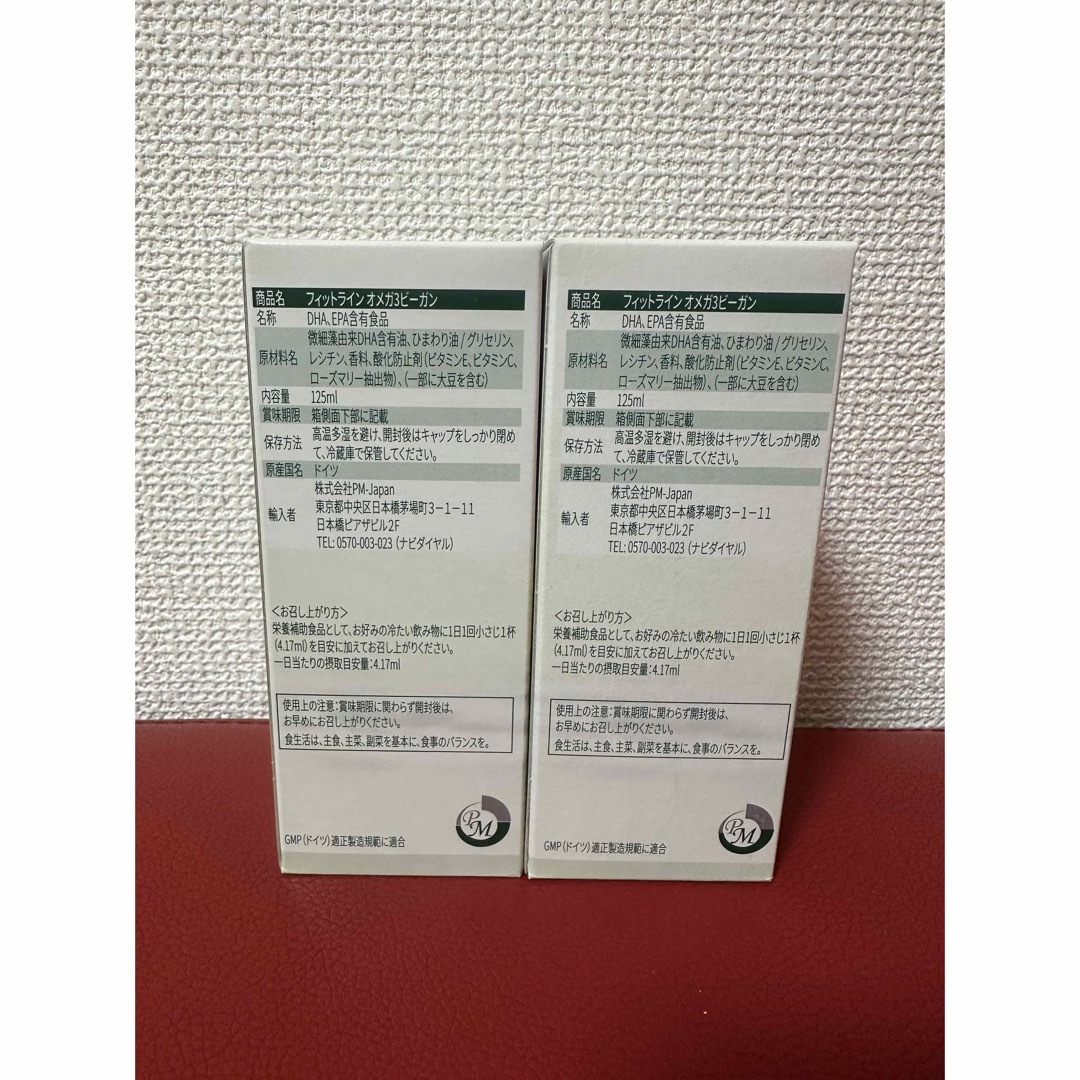 商品名 フィットライン オメガ3ビーガン
名称 DHA、EPA含有食品
原材料名 微細藻由来DHA含有油、ひまわり油 / グリセリン、
レシチン、香料、酸化防止剤（ビタミンE、ビタミンC、
ローズマリー抽出物）、（一部に大豆を含む）
内容量 125ml
賞味期限 箱側面下部に記載
保存方法 高温多湿を避け、開封後はキャップをしっかり閉め
て、冷蔵庫で保管してください。
原産国名 ドイツ
輸入者 株式会社PM-Japan
東京都中央区日本橋茅場町3－1－11
日本橋ピアザビル2F
TEL: 0570-003-023 （ナビダイヤル）
＜お召し上がり方＞
栄養補助食品として、お好みの冷たい飲み物に1日1回小さじ1杯
(4.17ml)を目安に加えてお召し上がりください。
一日当たりの摂取目安量：4.17ml
使用上の注意：賞味期限に関わらず開封後は、
お早めにお召し上がりください。
食生活は、主食、主菜、副菜を基本に、食事のバランスを。
PM
GMP（ドイツ）適正製造規範に適合
商品名 フィットライン オメガ3ビーガン
名称 DHA、EPA含有食品
原材料名 微細藻由来DHA含有油、ひまわり油 / グリセリン、
レシチン、香料、酸化防止剤（ビタミンE、ビタミンC、
ローズマリー抽出物）、（一部に大豆を含む）
内容量 125ml
賞味期限 箱側面下部に記載
保存方法 高温多湿を避け、開封後はキャップをしっかり閉め
て、冷蔵庫で保管してください。
原産国名 ドイツ
輸入者 株式会社PM-Japan
東京都中央区日本橋茅場町3－1－11
日本橋ピアザビル2F
TEL: 0570-003-023 （ナビダイヤル）
＜お召し上がり方＞
栄養補助食品として、お好みの冷たい飲み物に1日1回小さじ1杯
(4.17ml)を目安に加えてお召し上がりください。
一日当たりの摂取目安量：4.17ml
使用上の注意：賞味期限に関わらず開封後は、
お早めにお召し上がりください。
食生活は、主食、主菜、副菜を基本に、食事のバランスを。
PM
GMP（ドイツ）適正製造規範に適合